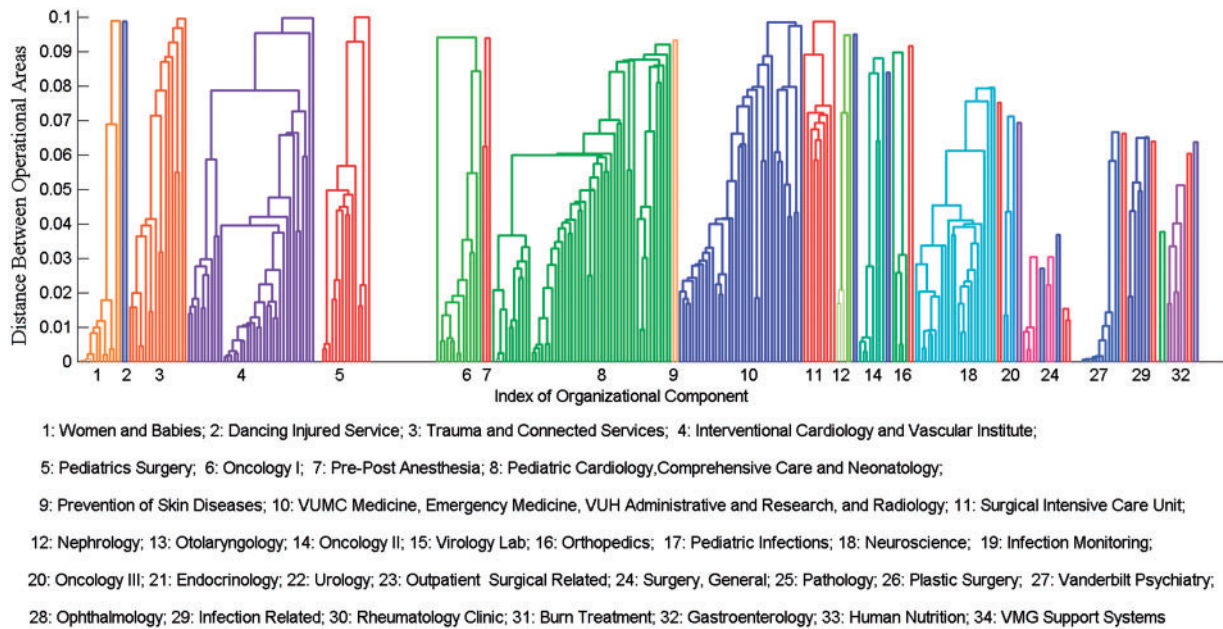 Distance Between Operational Areas
0.1
0.09
0.08
0.07
0.06
0.05
0.04
0.03
0.02
0.01
0
1 2 3 4 5 6 7 8 9 10 11 12 14 16 18 20 24 27 29 32
Index of Organizational Component
1: Women and Babies; 2: Dancing Injured Service; 3: Trauma and Connected Services; 4: Interventional Cardiology and Vascular Institute;
5: Pediatrics Surgery; 6: Oncology I; 7: Pre-Post Anesthesia; 8: Pediatric Cardiology,Comprehensive Care and Neonatology;
9: Prevention of Skin Diseases; 10: VUMC Medicine, Emergency Medicine, VUH Administrative and Research, and Radiology; 11: Surgical Intensive Care Unit;
12: Nephrology; 13: Otolaryngology; 14: Oncology II; 15: Virology Lab; 16: Orthopedics; 17: Pediatric Infections; 18: Neuroscience; 19: Infection Monitoring;
20: Oncology III; 21: Endocrinology; 22: Urology; 23: Outpatient Surgical Related; 24: Surgery, General; 25: Pathology; 26: Plastic Surgery; 27: Vanderbilt Psychiatry;
28: Ophthalmology; 29: Infection Related; 30: Rheumatology Clinic; 31: Burn Treatment; 32: Gastroenterology; 33: Human Nutrition; 34: VMG Support Systems